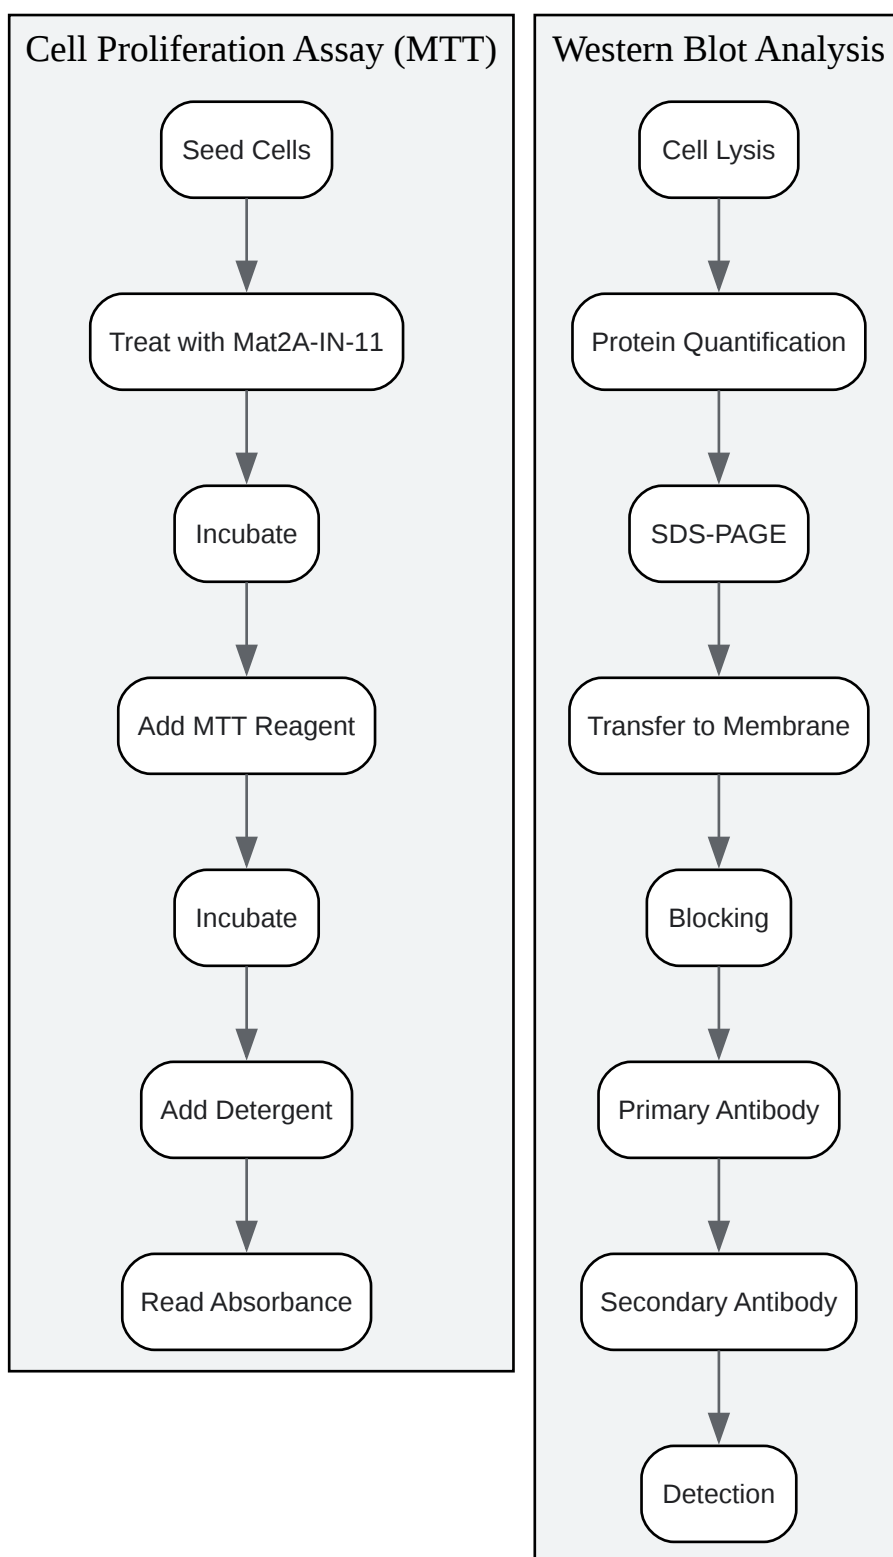 Cell Proliferation Assay (MTT)
Seed Cells
Treat with Mat2A-IN-11
Incubate
Add MTT Reagent
Incubate
Add Detergent
Read Absorbance
Western Blot Analysis
Cell Lysis
Protein Quantification
SDS-PAGE
Transfer to Membrane
Blocking
Primary Antibody
Secondary Antibody
Detection